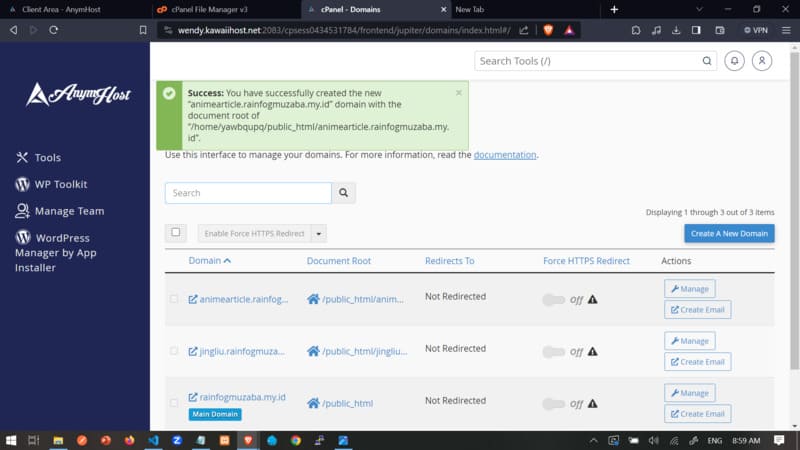 Client Area - AnymHost
cPanel File Manager v3
cPanel - Domains
New Tab
wendy.kawaiihost.net:2083/cpsess0434531784/frontend/jupiter/domains/index.html#/
VPN
AnymHost
Search Tools (/)
Success: You have successfully created the new
"animearticle.rainfogmuzaba.my.id" domain with the
document root of
"/home/yawbqupq/public_html/animearticle.rainfogmuzaba.my.
id".
Use this interface to manage your domains. For more information, read the documentation.
Tools
WP Toolkit
Manage Team
WordPress
Manager by App
Installer
Search
Displaying 1 through 3 out of 3 items
Enable Force HTTPS Redirect
Create A New Domain
Domain Document Root Redirects To Force HTTPS Redirect Actions
animearticle.rainfog... /public_html/anim... Not Redirected Off Manage
Create Email
jingliu.rainfogmuza... /public_html/jingliu... Not Redirected Off Manage
Create Email
rainfogmuzaba.my.id /public_html Not Redirected Off Manage
Main Domain Create Email
ENG 8:59 AM